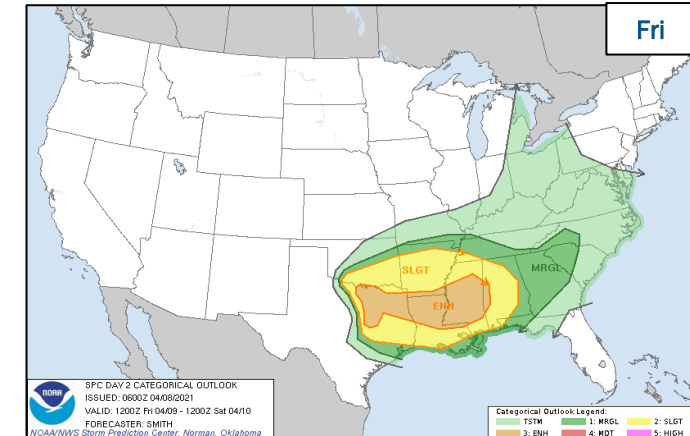 Fri
SLGT
MRGL
ENH
NOAA
SPC DAY 2 CATEGORICAL OUTLOOK
ISSUED: 0600Z 04/08/2021
VALID: 1200Z Fri 04/09 - 1200Z Sat 04/10
FORECASTER: SMITH
NOAA/NWS Storm Prediction Center, Norman, Oklahoma
Categorical Outlook Legend:
TSTM 1: MRGL 2: SLGT
3: ENH 4: MDT 5: HIGH